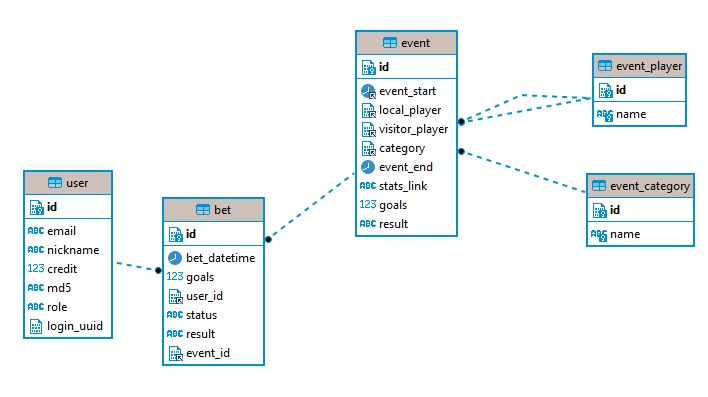 event
id
event_start
local_player
visitor_player
category
event_end
ABC stats_link
123 goals
ABC result
event_player
id
ABC name
event_category
id
ABC name
user
id
ABC email
ABC nickname
123 credit
ABC md5
ABC role
login_uuid
bet
id
bet_datetime
123 goals
user_id
ABC status
ABC result
event_id